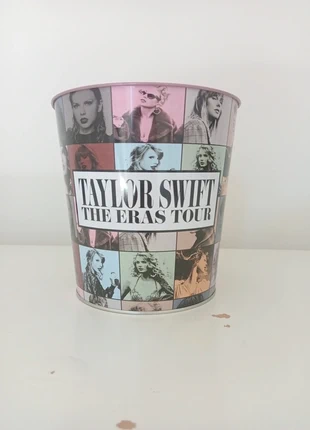 TAYLOR SWIFT
THE ERAS TOUR